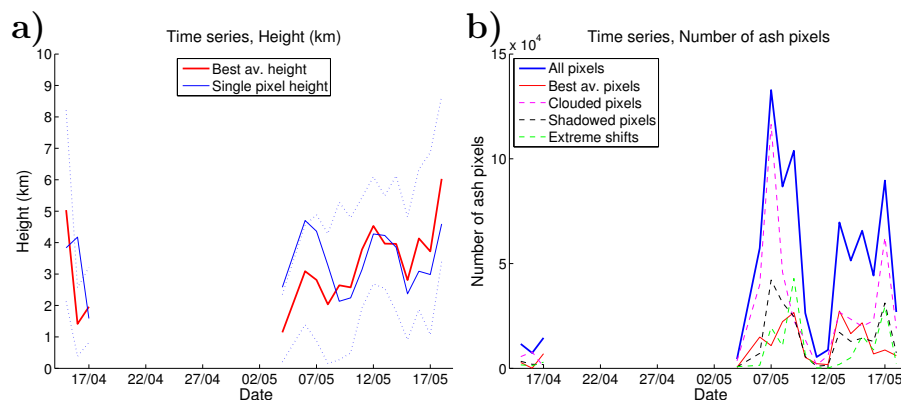 a)
Time series, Height (km)
10
9
8
7
6
5
4
3
2
1
0
Height (km)
Best av. height
Single pixel height
17/04 22/04 27/04 02/05 07/05 12/05 17/05
Date
b)
Time series, Number of ash pixels
x 10^4
15
10
5
0
Number of ash pixels
All pixels
Best av. pixels
Clouded pixels
Shadowed pixels
Extreme shifts
17/04 22/04 27/04 02/05 07/05 12/05 17/05
Date